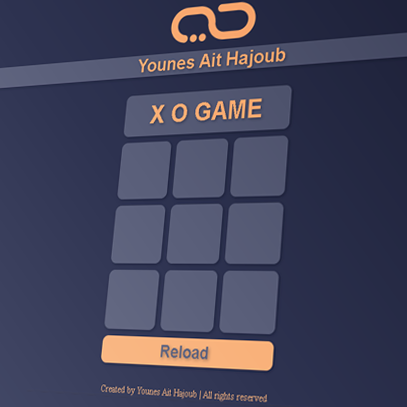 Younes Ait Hajoub
X O GAME
Reload
Created by Younes Ait Hajoub | All rights reserved